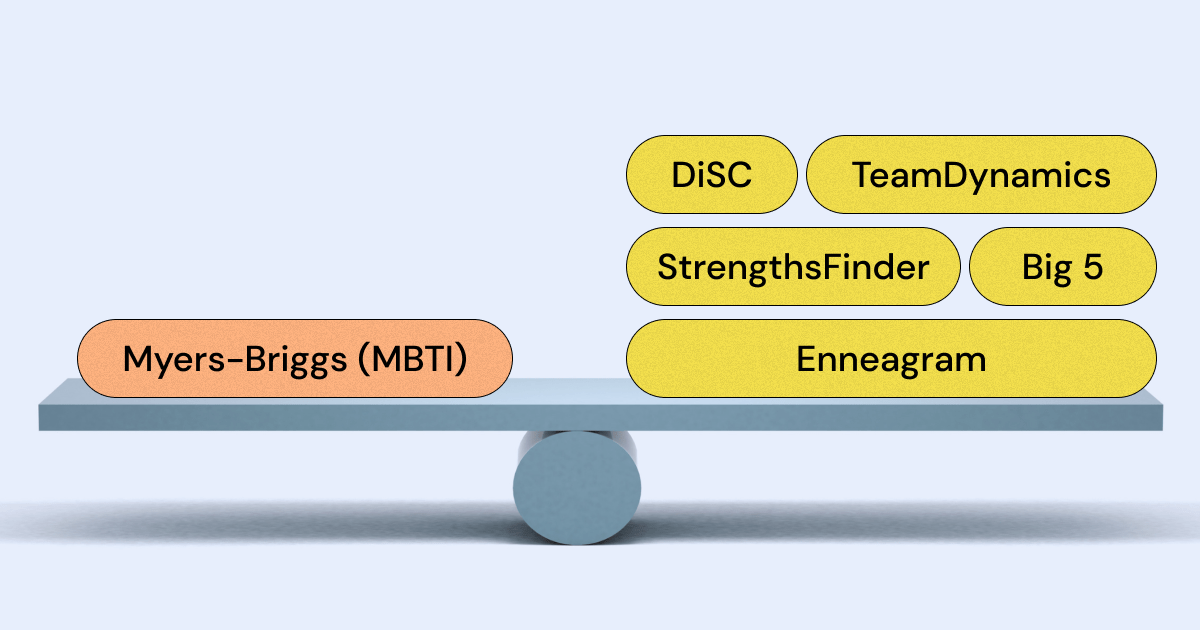 DiSC
TeamDynamics
StrengthsFinder
Big 5
Myers-Briggs (MBTI)
Enneagram